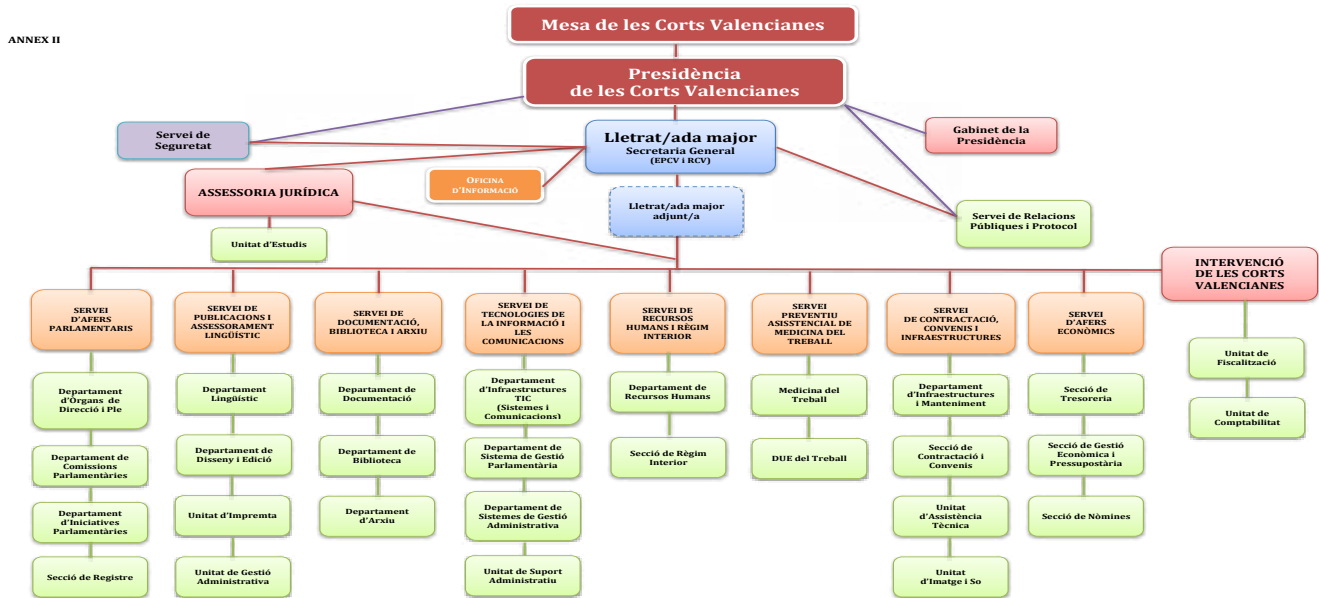 ANNEX II
Mesa de les Corts Valencianes
Presidència
de les Corts Valencianes
Servei de
Seguretat
Lletrat/ada major
Secretaria General
(EPCV i RCV)
Gabinet de la
Presidència
ASSESSORIA JURÍDICA
OFICINA
D'INFORMACIÓ
Lletrat/ada major
adjunt/a
Servei de Relacions
Públiques i Protocol
Unitat d'Estudis
INTERVENCIÓ
DE LES CORTS
VALENCIANES
SERVEI
D'AFERS
PARLAMENTARIS
SERVEI DE
PUBLICACIONS I
ASSESSORAMENT
LINGÜÍSTIC
SERVEI DE
DOCUMENTACIÓ,
BIBLIOTECA I ARXIU
SERVEI DE
TECNOLOGIES DE
LA INFORMACIÓ I
LES
COMUNICACIONS
SERVEI DE
RECURSOS
HUMANS I RÈGIM
INTERIOR
SERVEI
PREVENTIU
ASISSTENCIAL DE
MEDICINA DEL
TREBALL
SERVEI
DE CONTRACTACIÓ,
CONVENIS I
INFRAESTRUCTURES
SERVEI
D'AFERS
ECONÒMICS
Unitat de
Fiscalització
Unitat de
Comptabilitat
Departament
d'Òrgans de
Direcció i Ple
Departament de
Comissions
Parlamentàries
Departament
d'Iniciatives
Parlamentàries
Secció de Registre
Departament
Lingüístic
Departament de
Disseny i Edició
Unitat d'Impremta
Unitat de Gestió
Administrativa
Departament de
Documentació
Departament de
Biblioteca
Departament
d'Arxiu
Departament
d'Infraestructures
TIC
(Sistemes i
Comunicacions)
Departament de
Sistema de Gestió
Parlamentària
Departament de
Sistemes de Gestió
Administrativa
Unitat de Suport
Administratiu
Departament de
Recursos Humans
Secció de Règim
Interior
Medicina del
Treball
DUE del Treball
Departament
d'Infraestructures
i Manteniment
Secció de
Contractació i
Convenis
Unitat
d'Assistència
Tècnica
Unitat
d'Imatge i So
Secció de
Tresoreria
Secció de Gestió
Econòmica i
Pressupostària
Secció de Nòmines